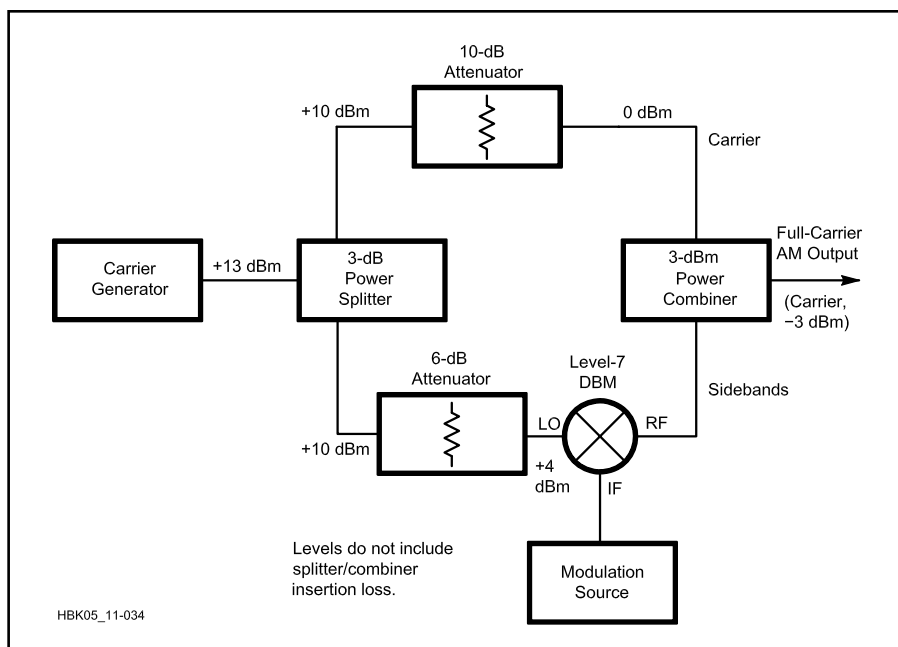 10-dB
Attenuator
+10 dBm
0 dBm
Carrier
Full-Carrier
AM Output
Carrier
Generator
+13 dBm
3-dB
Power
Splitter
3-dBm
Power
Combiner
(Carrier,
−3 dBm)
6-dB
Attenuator
Level-7
DBM
Sidebands
+10 dBm
LO
RF
+4
dBm
IF
Levels do not include
splitter/combiner
insertion loss.
Modulation
Source
HBK05_11-034